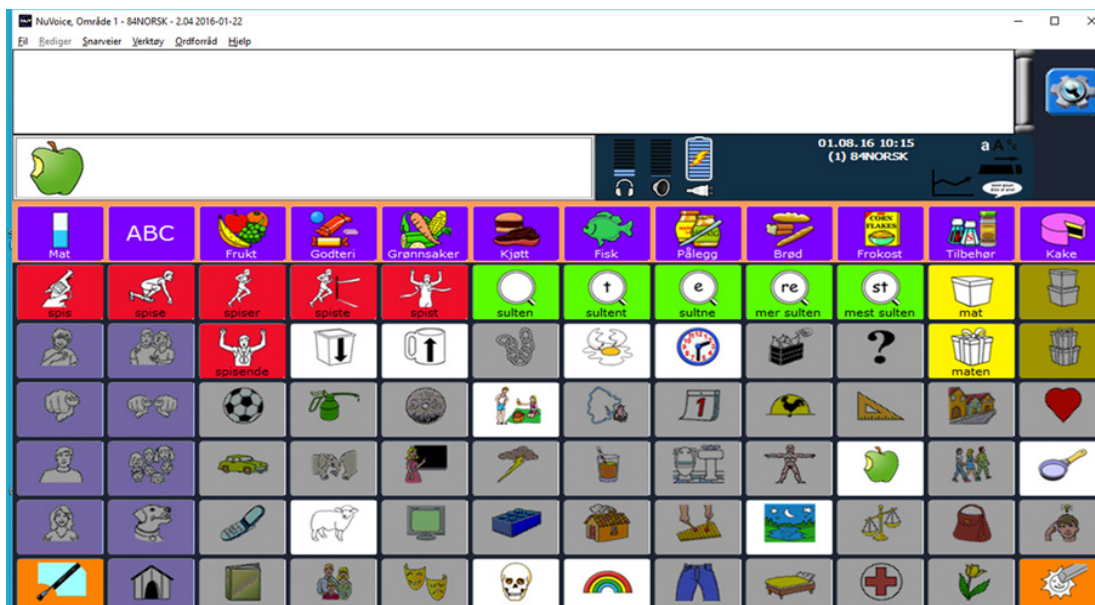 NuVoice, Område 1 - 84NORSK - 2.04 2016-01-22
Fil Rediger Snarveier Verktøy Ordforråd Hjelp
01.08.16 10:15
(1) 84NORSK
a A
Mat ABC Frukt Godteri Grønnsaker Kjøtt Fisk Pålegg Brød CORN FLAKES Frokost Tilbehør Kake
spis spise spiser spiste spist sulten t sultent e sultne re mer sulten st mest sulten mat
spisende ? maten
1